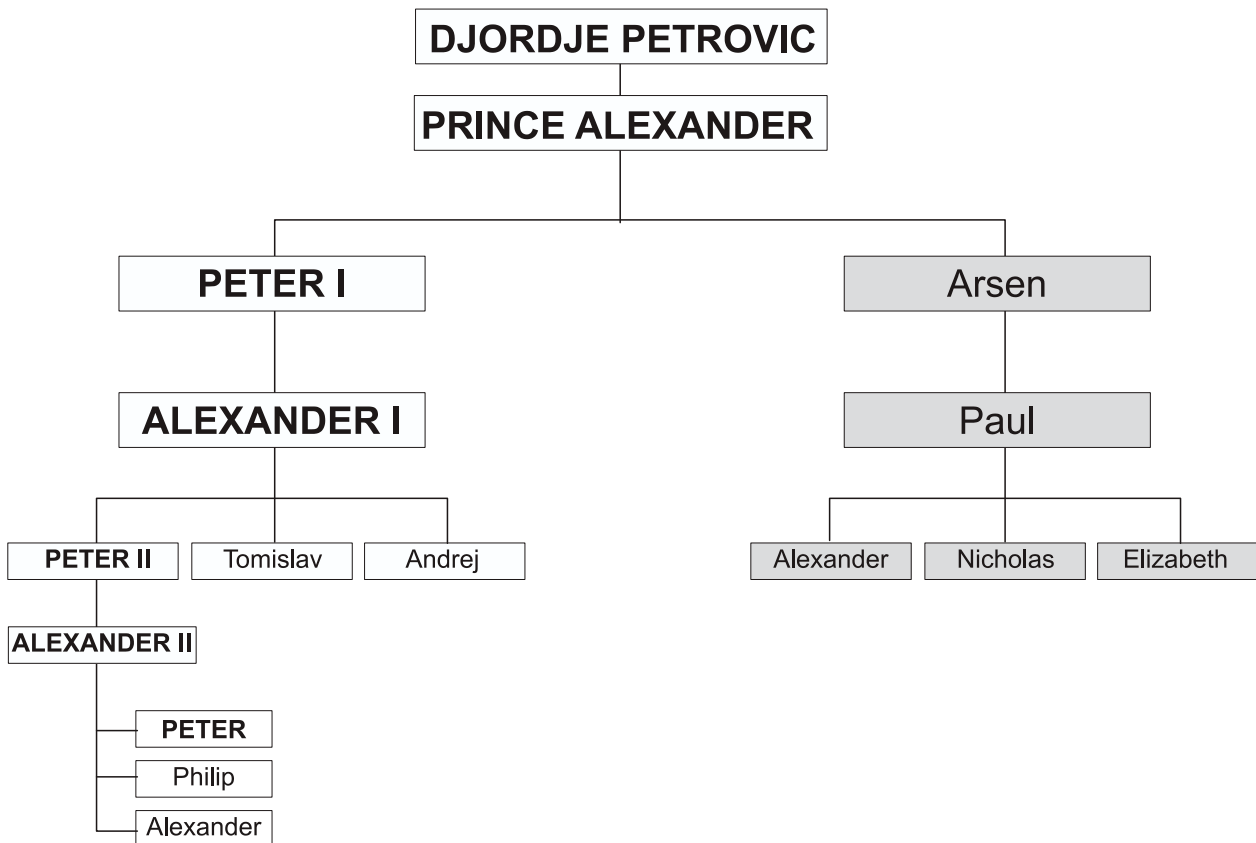 DJORDJE PETROVIC
PRINCE ALEXANDER
PETER I
Arsen
ALEXANDER I
Paul
PETER II
Tomislav
Andrej
Alexander
Nicholas
Elizabeth
ALEXANDER II
PETER
Philip
Alexander